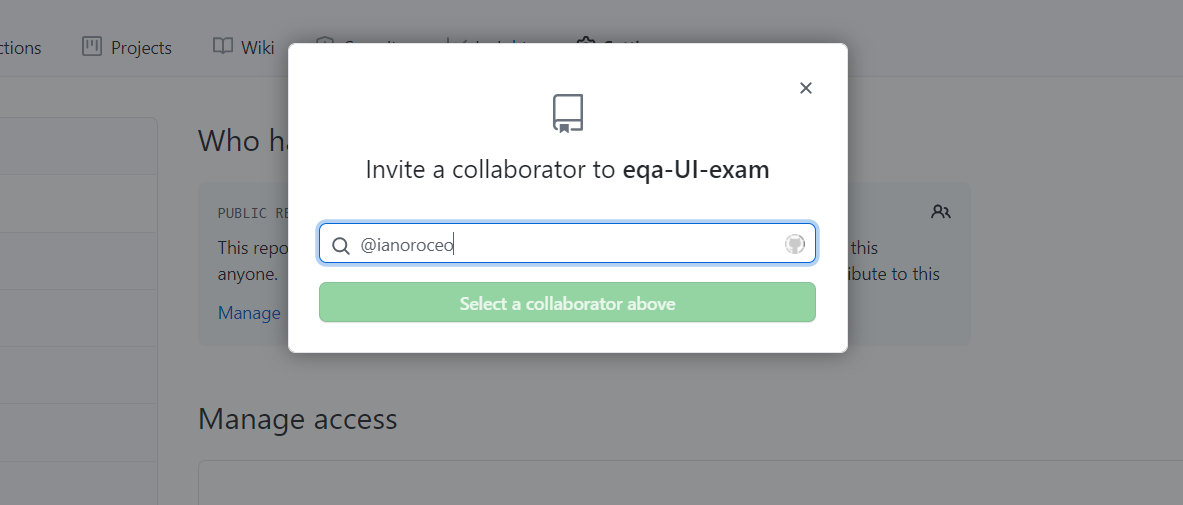 ctions Projects Wiki
Invite a collaborator to eqa-UI-exam
@ianoroceo
Select a collaborator above
Who ha
PUBLIC RE
This repo
this
anyone.
ibute to this
Manage
Manage access